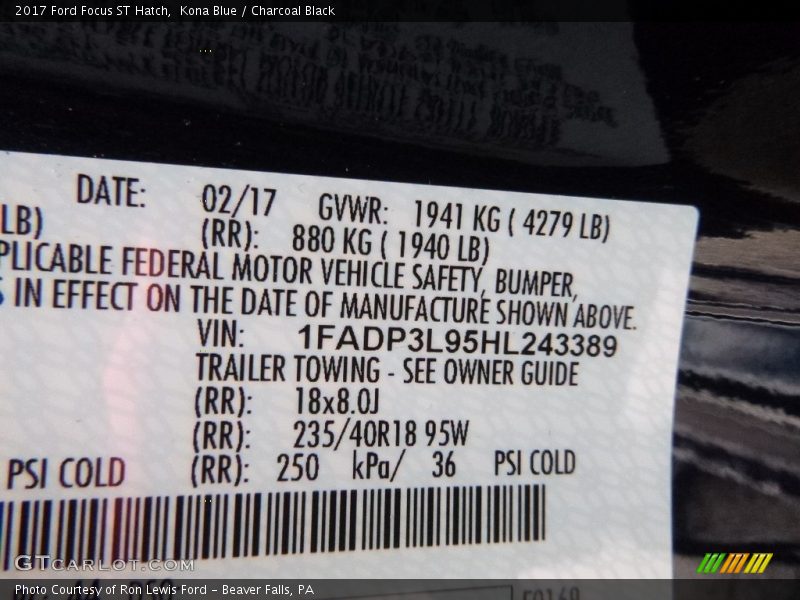 2017 Ford Focus ST Hatch, Kona Blue / Charcoal Black
DATE: 02/17 GVWR: 1941 KG ( 4279 LB)
LB) (RR): 880 KG ( 1940 LB)
PLICABLE FEDERAL MOTOR VEHICLE SAFETY, BUMPER,
IN EFFECT ON THE DATE OF MANUFACTURE SHOWN ABOVE.
VIN: 1FADP3L95HL243389
TRAILER TOWING - SEE OWNER GUIDE
(RR): 18x8.0J
(RR): 235/40R18 95W
PSI COLD (RR): 250 kPa/ 36 PSI COLD
GTCarLot.com
Photo Courtesy of Ron Lewis Ford - Beaver Falls, PA